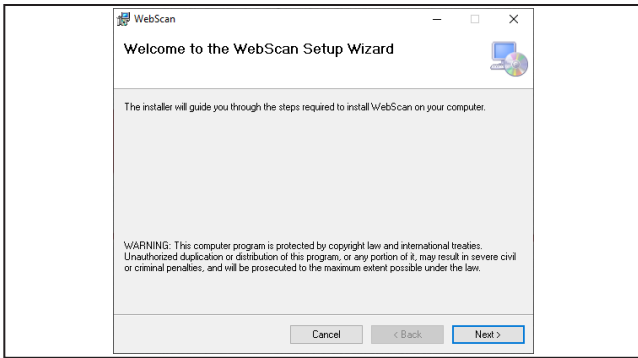 WebScan
Welcome to the WebScan Setup Wizard
The installer will guide you through the steps required to install WebScan on your computer.
WARNING: This computer program is protected by copyright law and international treaties.
Unauthorized duplication or distribution of this program, or any portion of it, may result in severe civil
or criminal penalties, and will be prosecuted to the maximum extent possible under the law.
Cancel < Back Next >